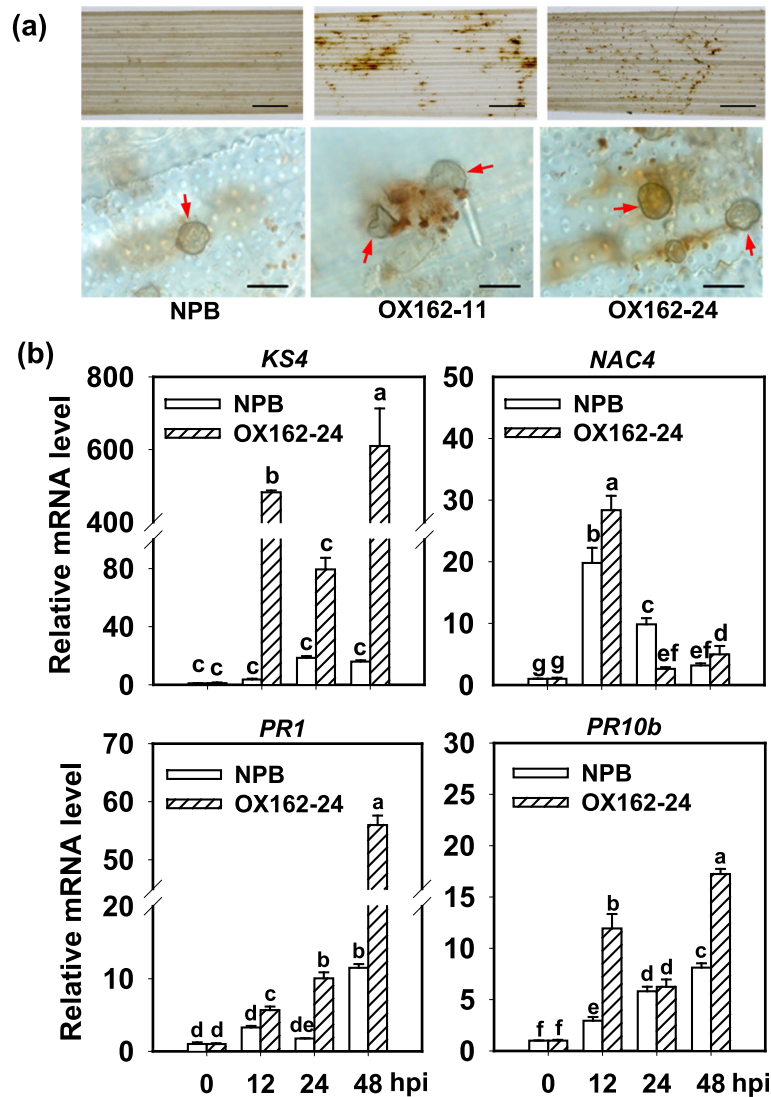 (a)
NPB OX162-11 OX162-24
(b)
KS4 NAC4
Relative mRNA level
800 600 400 80 40 0
NPB
OX162-24
c c c b c c c a
50 40 30 20 10 0
NPB
OX162-24
g g b a c ef ef d
PR1 PR10b
Relative mRNA level
70 60 50 20 10 0
NPB
OX162-24
d d d c de b b a
0 12 24 48 hpi
30 25 20 15 10 5 0
NPB
OX162-24
f f e b d d c a
0 12 24 48 hpi